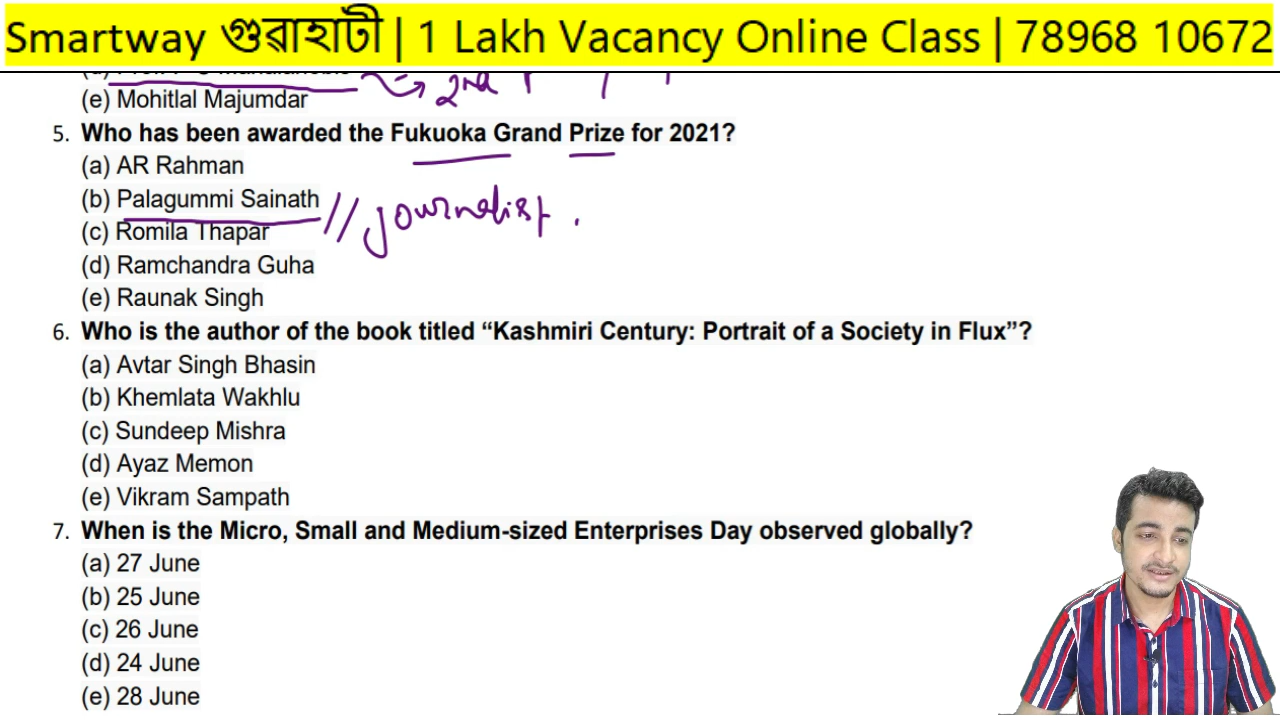 Smartway গুৱাহাটী | 1 Lakh Vacancy Online Class | 78968 10672
2nd
(e) Mohitlal Majumdar
5. Who has been awarded the Fukuoka Grand Prize for 2021?
(a) AR Rahman
(b) Palagummi Sainath // Journalist.
(c) Romila Thapar
(d) Ramchandra Guha
(e) Raunak Singh
6. Who is the author of the book titled “Kashmiri Century: Portrait of a Society in Flux”?
(a) Avtar Singh Bhasin
(b) Khemlata Wakhlu
(c) Sundeep Mishra
(d) Ayaz Memon
(e) Vikram Sampath
7. When is the Micro, Small and Medium-sized Enterprises Day observed globally?
(a) 27 June
(b) 25 June
(c) 26 June
(d) 24 June
(e) 28 June